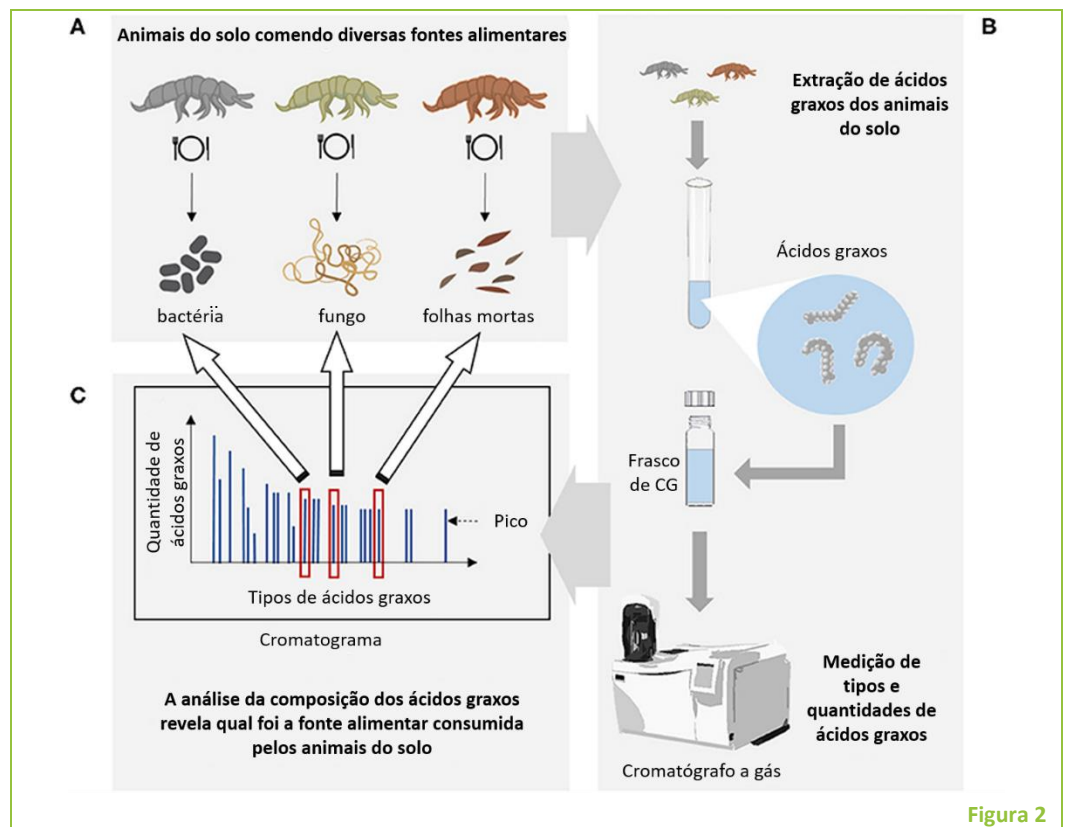 A
Animais do solo comendo diversas fontes alimentares
bactéria
fungo
folhas mortas
B
Extração de ácidos
graxos dos animais
do solo
Ácidos graxos
Frasco
de CG
Medição de
tipos e
quantidades de
ácidos graxos
Cromatógrafo a gás
C
Quantidade de
ácidos graxos
Pico
Tipos de ácidos graxos
Cromatograma
A análise da composição dos ácidos graxos
revela qual foi a fonte alimentar consumida
pelos animais do solo
Figura 2